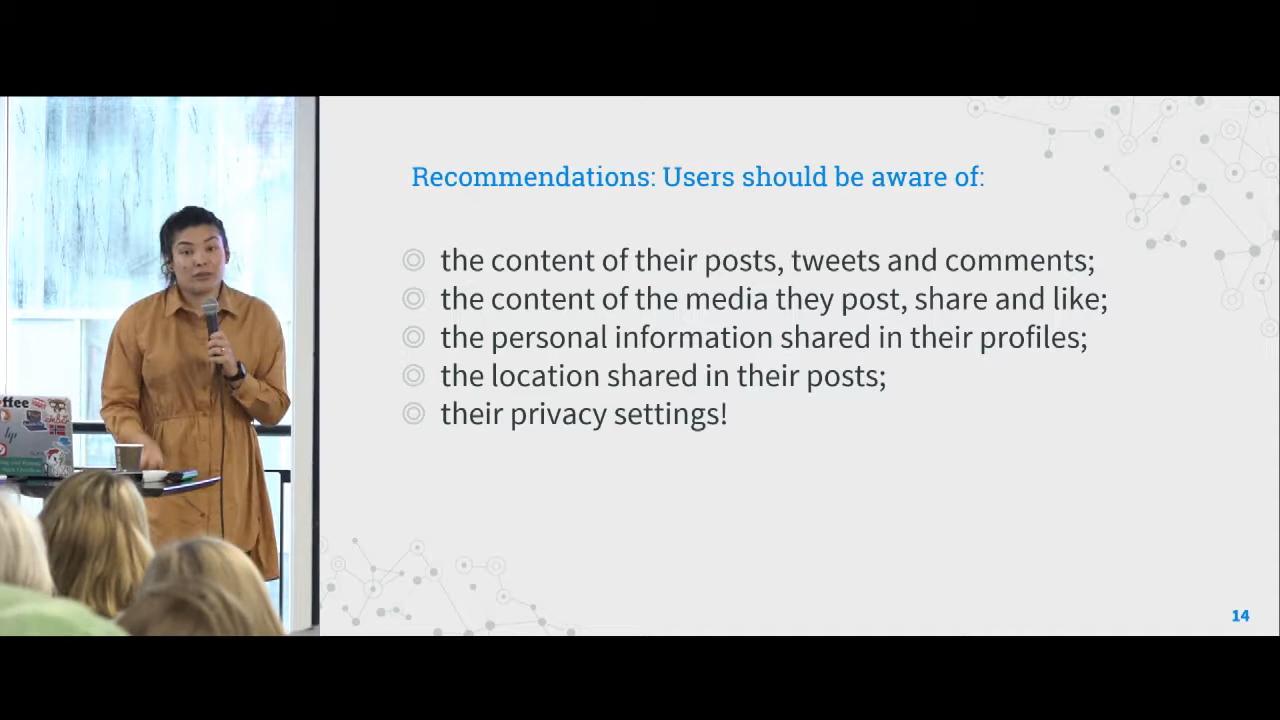 Recommendations: Users should be aware of:
the content of their posts, tweets and comments;
the content of the media they post, share and like;
the personal information shared in their profiles;
the location shared in their posts;
their privacy settings!
ffee
14